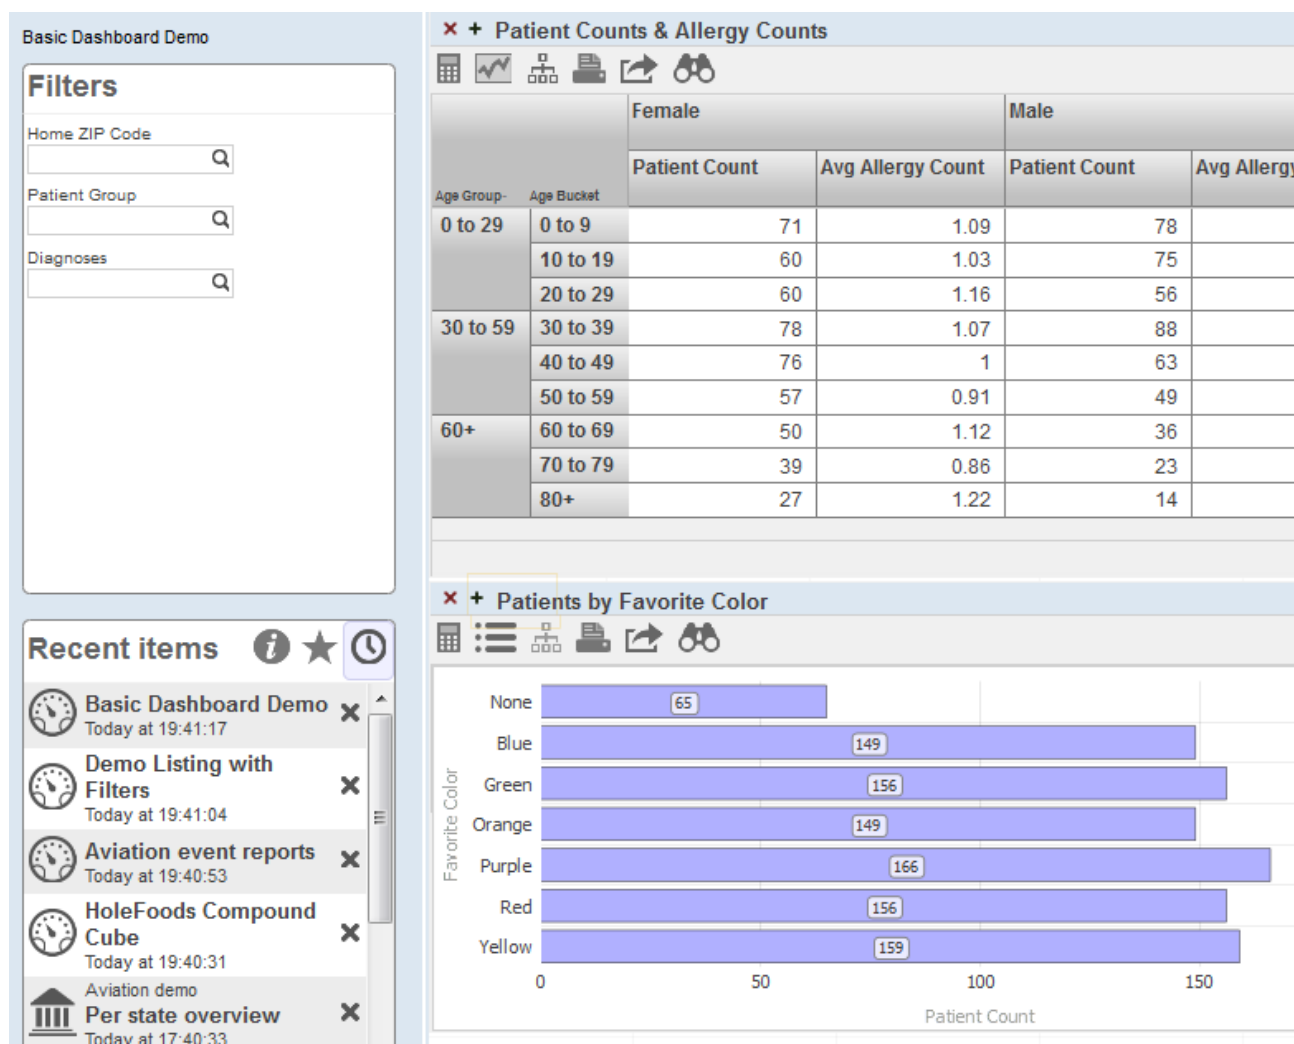 Basic Dashboard Demo
Filters
Home ZIP Code
Patient Group
Diagnoses
Recent items
Basic Dashboard Demo
Today at 19:41:17
Demo Listing with
Filters
Today at 19:41:04
Aviation event reports
Today at 19:40:53
HoleFoods Compound
Cube
Today at 19:40:31
Aviation demo
Per state overview
Today at 17:40:33
Patient Counts & Allergy Counts
Female Male
Age Group- Age Bucket Patient Count Avg Allergy Count Patient Count Avg Allergy
0 to 29 0 to 9 71 1.09 78
10 to 19 60 1.03 75
20 to 29 60 1.16 56
30 to 59 30 to 39 78 1.07 88
40 to 49 76 1 63
50 to 59 57 0.91 49
60+ 60 to 69 50 1.12 36
70 to 79 39 0.86 23
80+ 27 1.22 14
Patients by Favorite Color
Favorite Color
None 65
Blue 149
Green 156
Orange 149
Purple 166
Red 156
Yellow 159
0 50 100 150
Patient Count